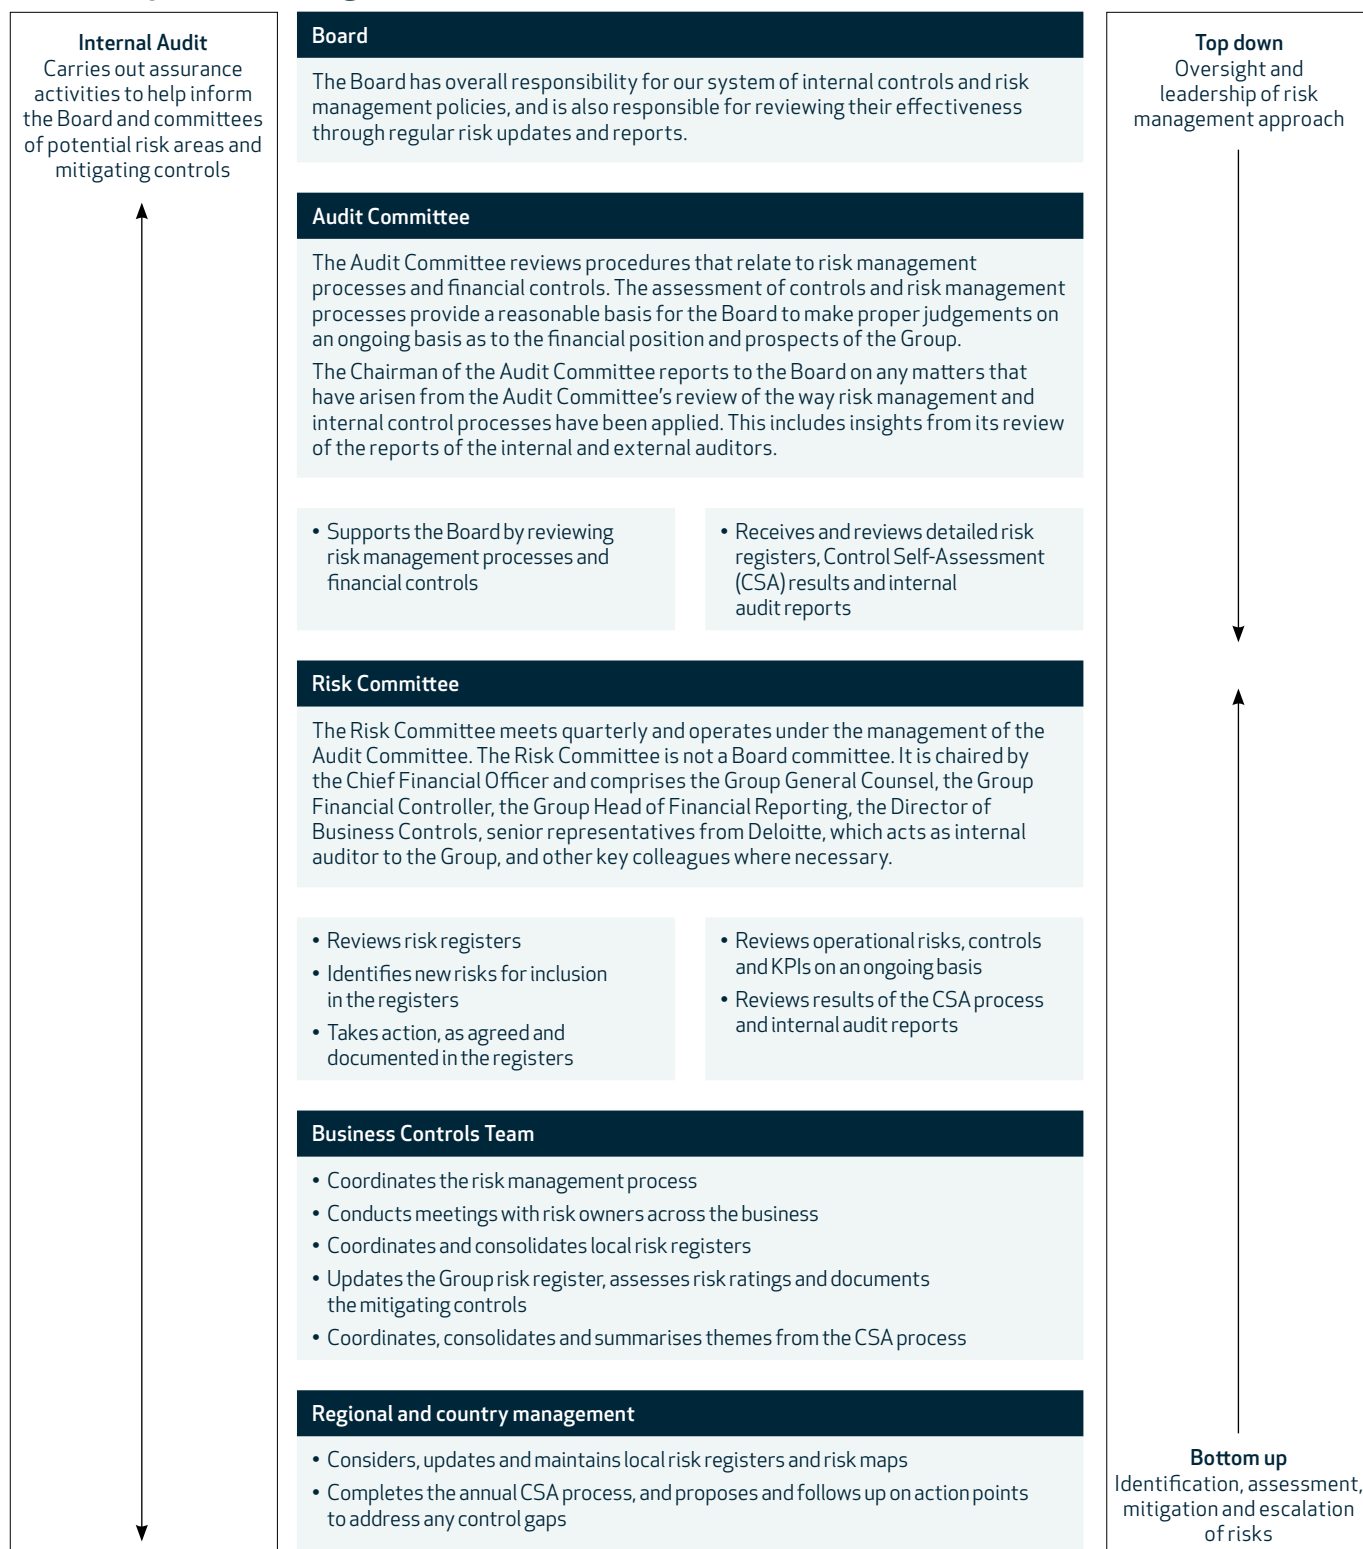 Internal Audit
Carries out assurance
activities to help inform
the Board and committees
of potential risk areas and
mitigating controls
Board
The Board has overall responsibility for our system of internal controls and risk
management policies, and is also responsible for reviewing their effectiveness
through regular risk updates and reports.
Top down
Oversight and
leadership of risk
management approach
Audit Committee
The Audit Committee reviews procedures that relate to risk management
processes and financial controls. The assessment of controls and risk management
processes provide a reasonable basis for the Board to make proper judgements on
an ongoing basis as to the financial position and prospects of the Group.
The Chairman of the Audit Committee reports to the Board on any matters that
have arisen from the Audit Committee's review of the way risk management and
internal control processes have been applied. This includes insights from its review
of the reports of the internal and external auditors.
• Supports the Board by reviewing
risk management processes and
financial controls
• Receives and reviews detailed risk
registers, Control Self-Assessment
(CSA) results and internal
audit reports
Risk Committee
The Risk Committee meets quarterly and operates under the management of the
Audit Committee. The Risk Committee is not a Board committee. It is chaired by
the Chief Financial Officer and comprises the Group General Counsel, the Group
Financial Controller, the Group Head of Financial Reporting, the Director of
Business Controls, senior representatives from Deloitte, which acts as internal
auditor to the Group, and other key colleagues where necessary.
• Reviews risk registers
• Identifies new risks for inclusion
in the registers
• Takes action, as agreed and
documented in the registers
• Reviews operational risks, controls
and KPIs on an ongoing basis
• Reviews results of the CSA process
and internal audit reports
Business Controls Team
• Coordinates the risk management process
• Conducts meetings with risk owners across the business
• Coordinates and consolidates local risk registers
• Updates the Group risk register, assesses risk ratings and documents
the mitigating controls
• Coordinates, consolidates and summarises themes from the CSA process
Regional and country management
• Considers, updates and maintains local risk registers and risk maps
• Completes the annual CSA process, and proposes and follows up on action points
to address any control gaps
Bottom up
Identification, assessment,
mitigation and escalation
of risks